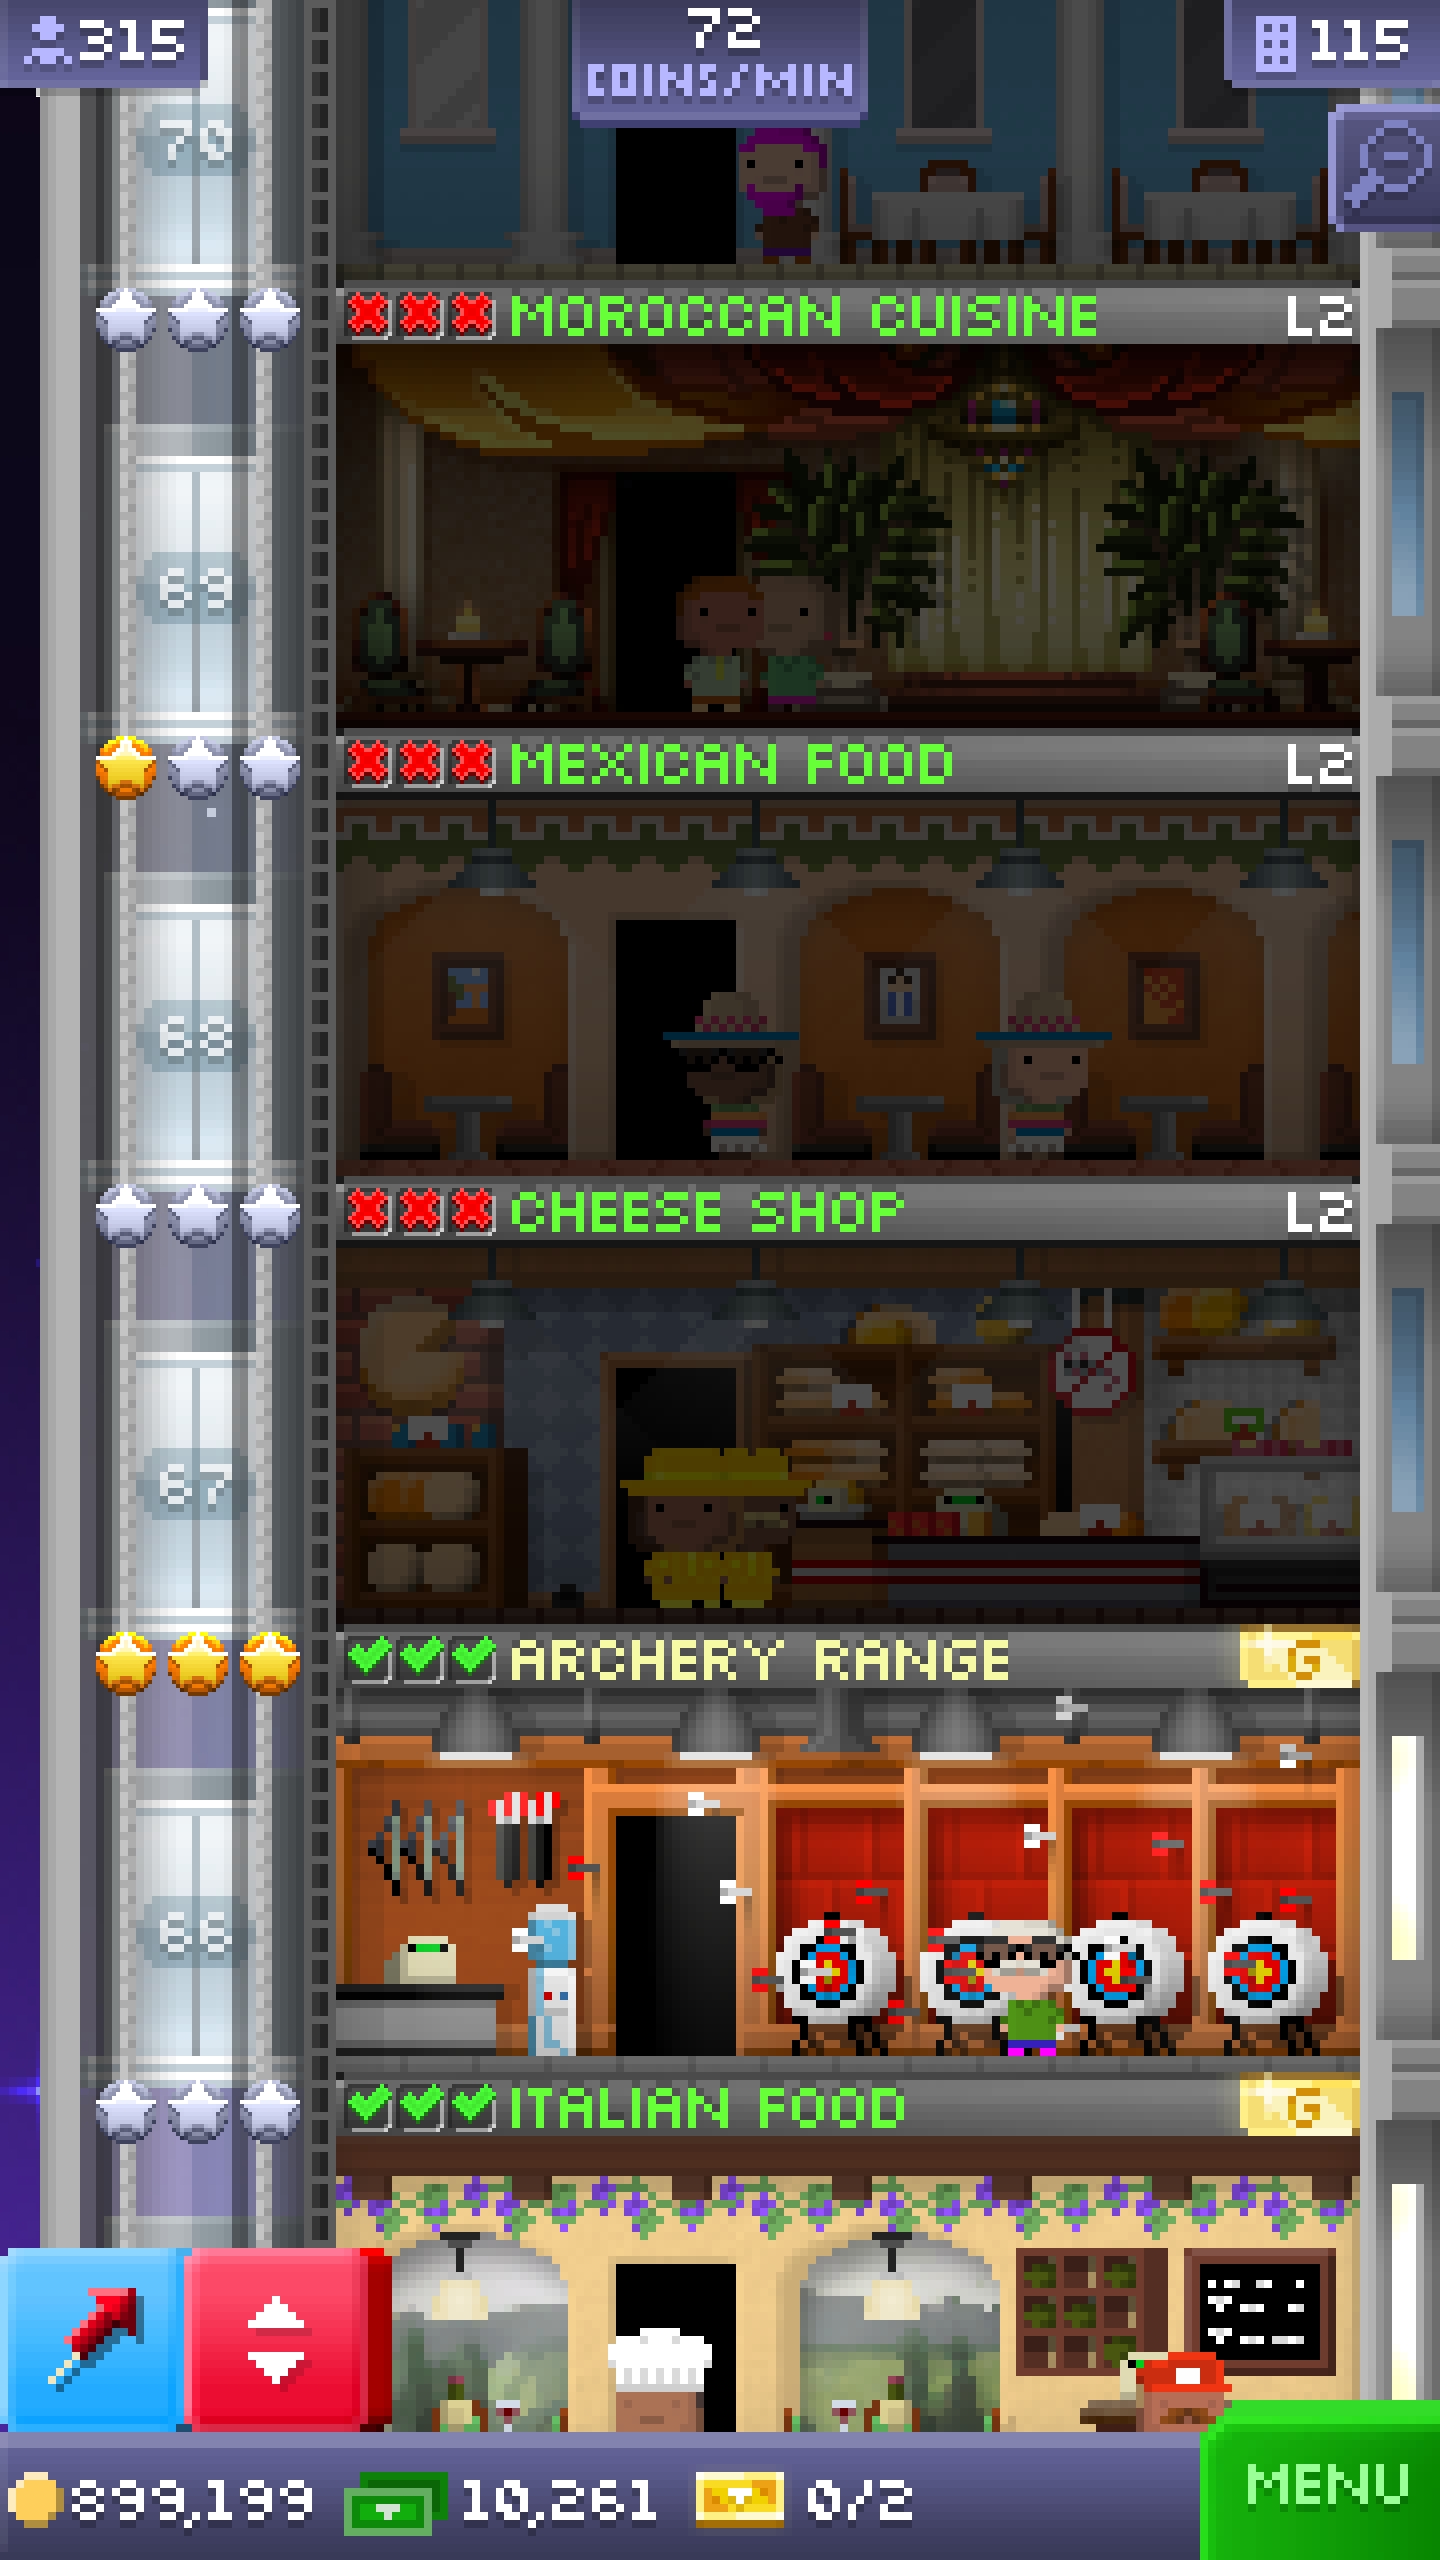 315
72
COINS/MIN
115
70
MOROCCAN CUISINE L2
69
MEXICAN FOOD L2
68
CHEESE SHOP L2
67
ARCHERY RANGE G
66
ITALIAN FOOD G
899,199 10,261 0/2
MENU